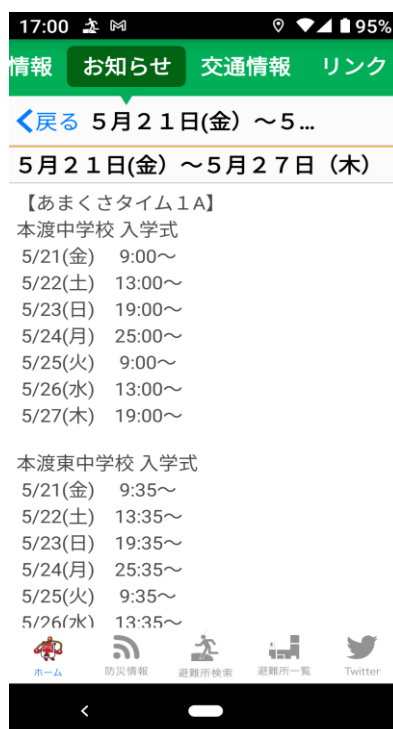 17:00 95%
情報 お知らせ 交通情報 リンク
戻る ５月２１日(金）～５...
５月２１日(金）～５月２７日（木）
【あまくさタイム１A】
本渡中学校 入学式
5/21(金) 9:00～
5/22(土) 13:00～
5/23(日) 19:00～
5/24(月) 25:00～
5/25(火) 9:00～
5/26(水) 13:00～
5/27(木) 19:00～
本渡東中学校 入学式
5/21(金) 9:35～
5/22(土) 13:35～
5/23(日) 19:35～
5/24(月) 25:35～
5/25(火) 9:35～
5/26(水) 13:35～
ホーム 防災情報 避難所検索 避難所一覧 Twitter